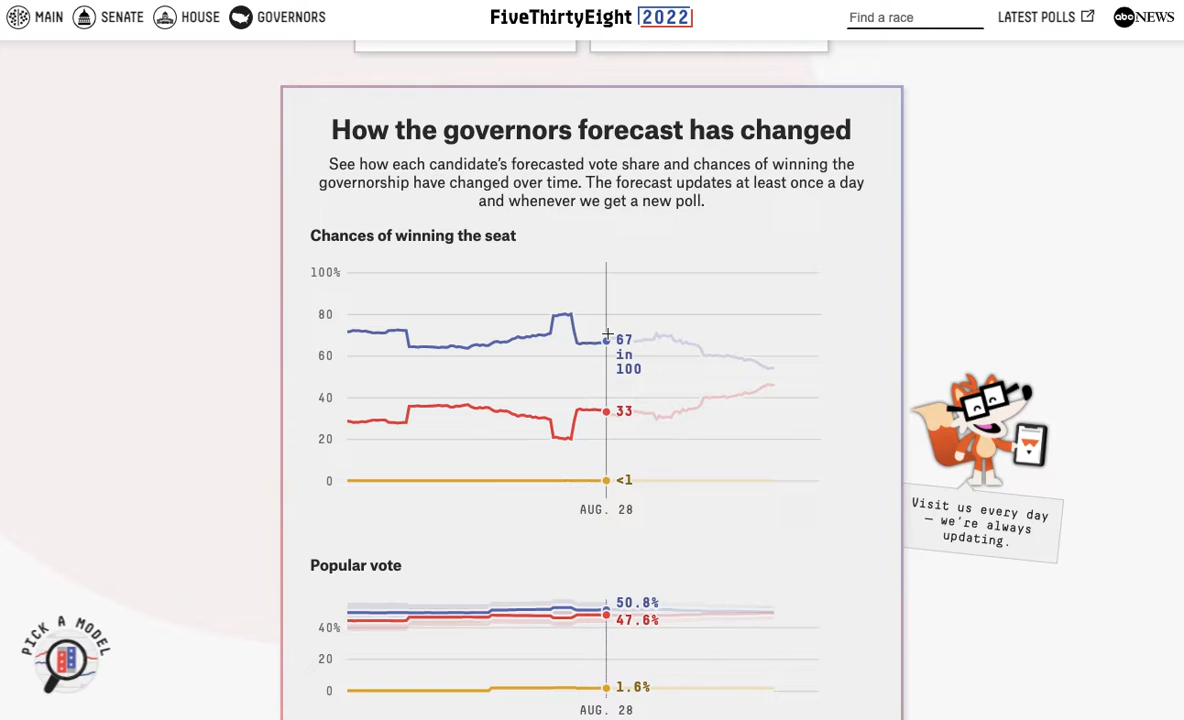 MAIN SENATE HOUSE GOVERNORS FiveThirtyEight 2022 Find a race LATEST POLLS abc NEWS
How the governors forecast has changed
See how each candidate's forecasted vote share and chances of winning the
governorship have changed over time. The forecast updates at least once a day
and whenever we get a new poll.
Chances of winning the seat
100%
80
67
in
100
60
40
33
20
0
<1
AUG. 28
Visit us every day
— we're always
updating.
Popular vote
50.8%
47.6%
40%
20
0
1.6%
AUG. 28
PICK A MODEL